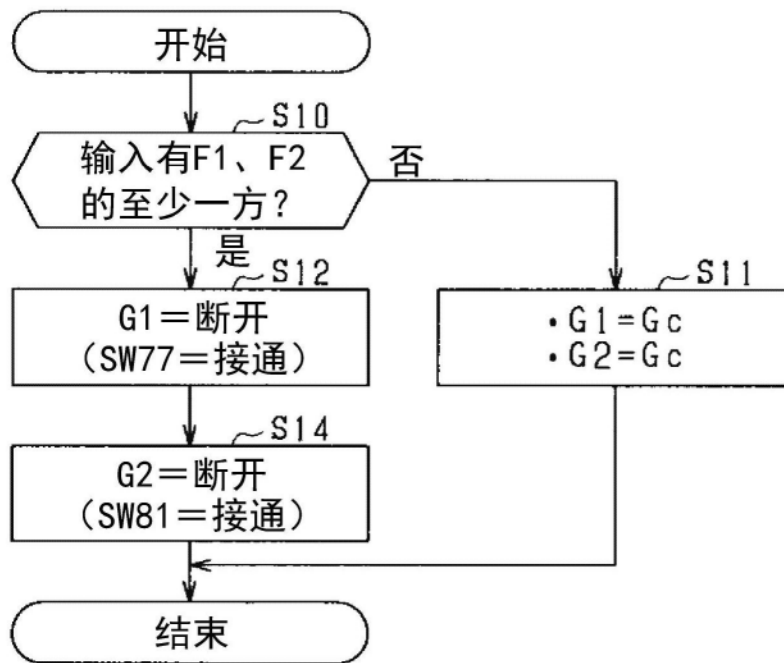 开始
S10
输入有F1、F2
的至少一方？
否
是
S12
G1＝断开
（SW77＝接通）
S11
・G1=Gc
・G2=Gc
S14
G2＝断开
（SW81＝接通）
结束